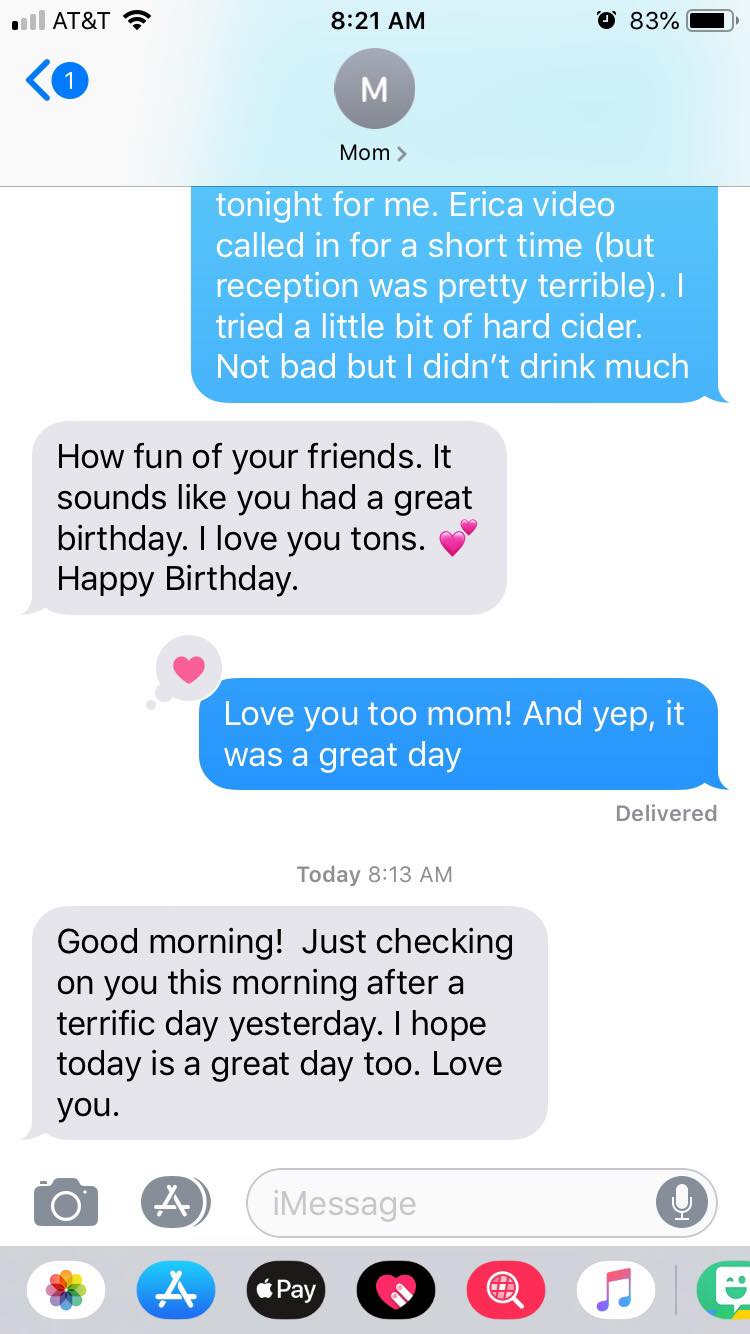 AT&T 8:21 AM 83%
1
M
Mom
tonight for me. Erica video
called in for a short time (but
reception was pretty terrible). I
tried a little bit of hard cider.
Not bad but I didn’t drink much
How fun of your friends. It
sounds like you had a great
birthday. I love you tons. 💕
Happy Birthday.
Love you too mom! And yep, it
was a great day
Delivered
Today 8:13 AM
Good morning!  Just checking
on you this morning after a
terrific day yesterday. I hope
today is a great day too. Love
you.
iMessage
Pay